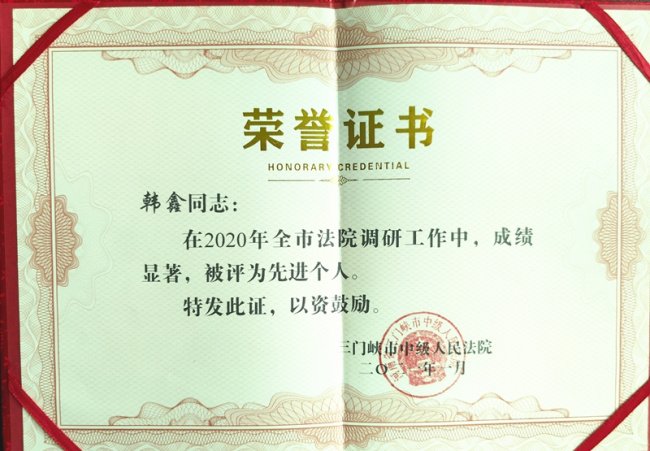 荣誉证书
HONORARY CREDENTIAL
韩鑫同志：
在2020年全市法院调研工作中，成绩
显著，被评为先进个人。
特发此证，以资鼓励。
三门峡市中级人民法院
二〇 一年一月